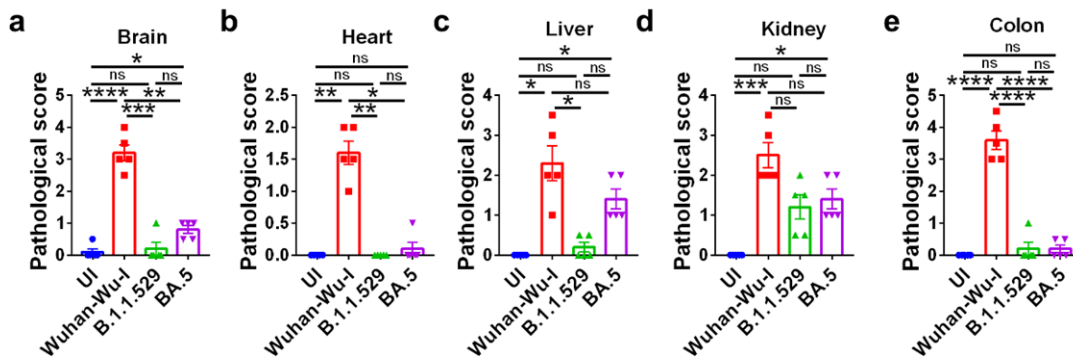 a
Brain
*
ns
ns
****
**
***
Pathological score
5
4
3
2
1
0
UI
Wuhan-Wu-I
B.1.1.529
BA.5
b
Heart
ns
ns
ns
**
*
**
Pathological score
2.5
2.0
1.5
1.0
0.5
0.0
UI
Wuhan-Wu-I
B.1.1.529
BA.5
c
Liver
*
ns
ns
*
ns
*
Pathological score
4
3
2
1
0
UI
Wuhan-Wu-I
B.1.1.529
BA.5
d
Kidney
*
ns
ns
***
ns
ns
Pathological score
4
3
2
1
0
UI
Wuhan-Wu-I
B.1.1.529
BA.5
e
Colon
ns
ns
ns
****
****
****
Pathological score
5
4
3
2
1
0
UI
Wuhan-Wu-I
B.1.1.529
BA.5